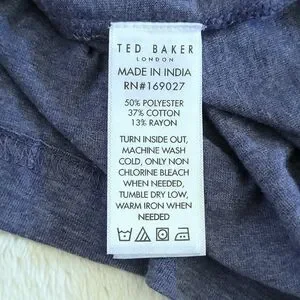 TED BAKER
LONDON
MADE IN INDIA
RN#169027
50% POLYESTER
37% COTTON
13% RAYON
TURN INSIDE OUT,
MACHINE WASH
COLD, ONLY NON
CHLORINE BLEACH
WHEN NEEDED,
TUMBLE DRY LOW,
WARM IRON WHEN
NEEDED